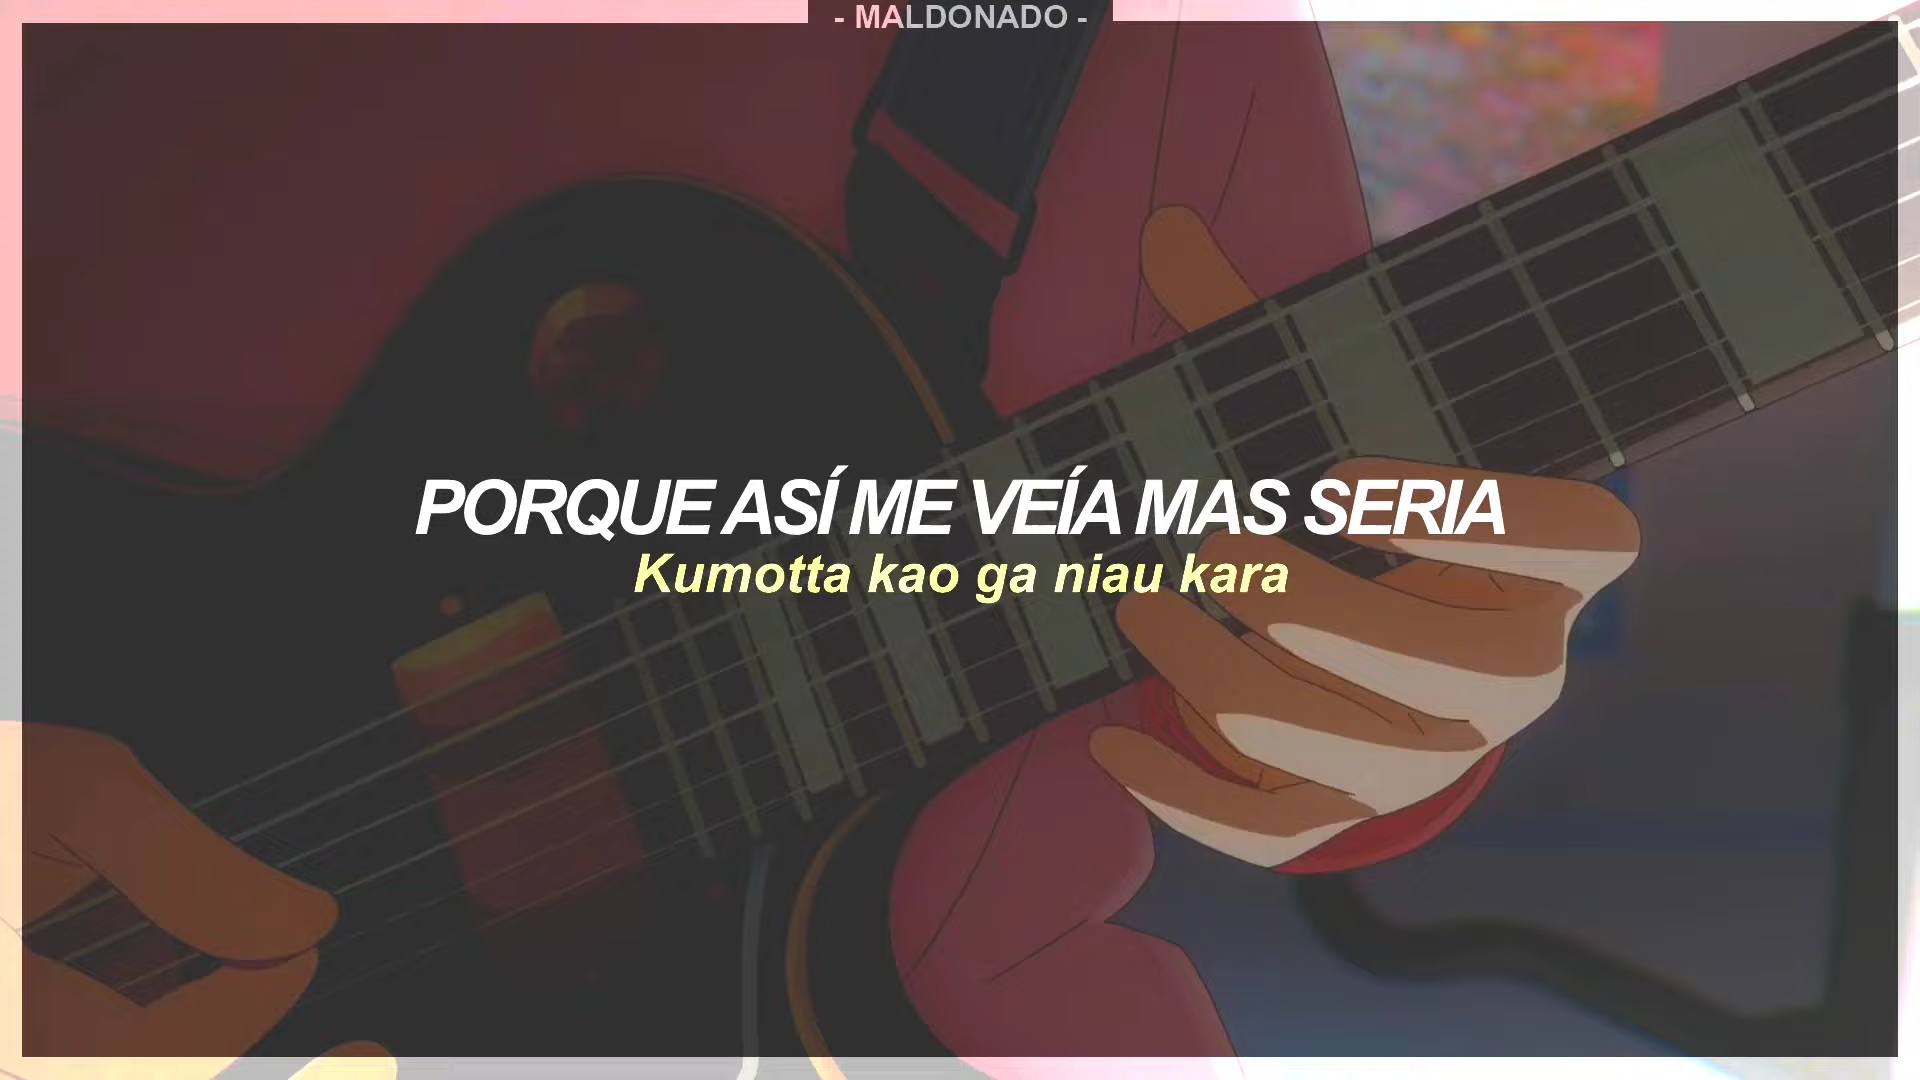 - MALDONADO -
PORQUE ASÍ ME VEÍA MAS SERIA
Kumotta kao ga niau kara